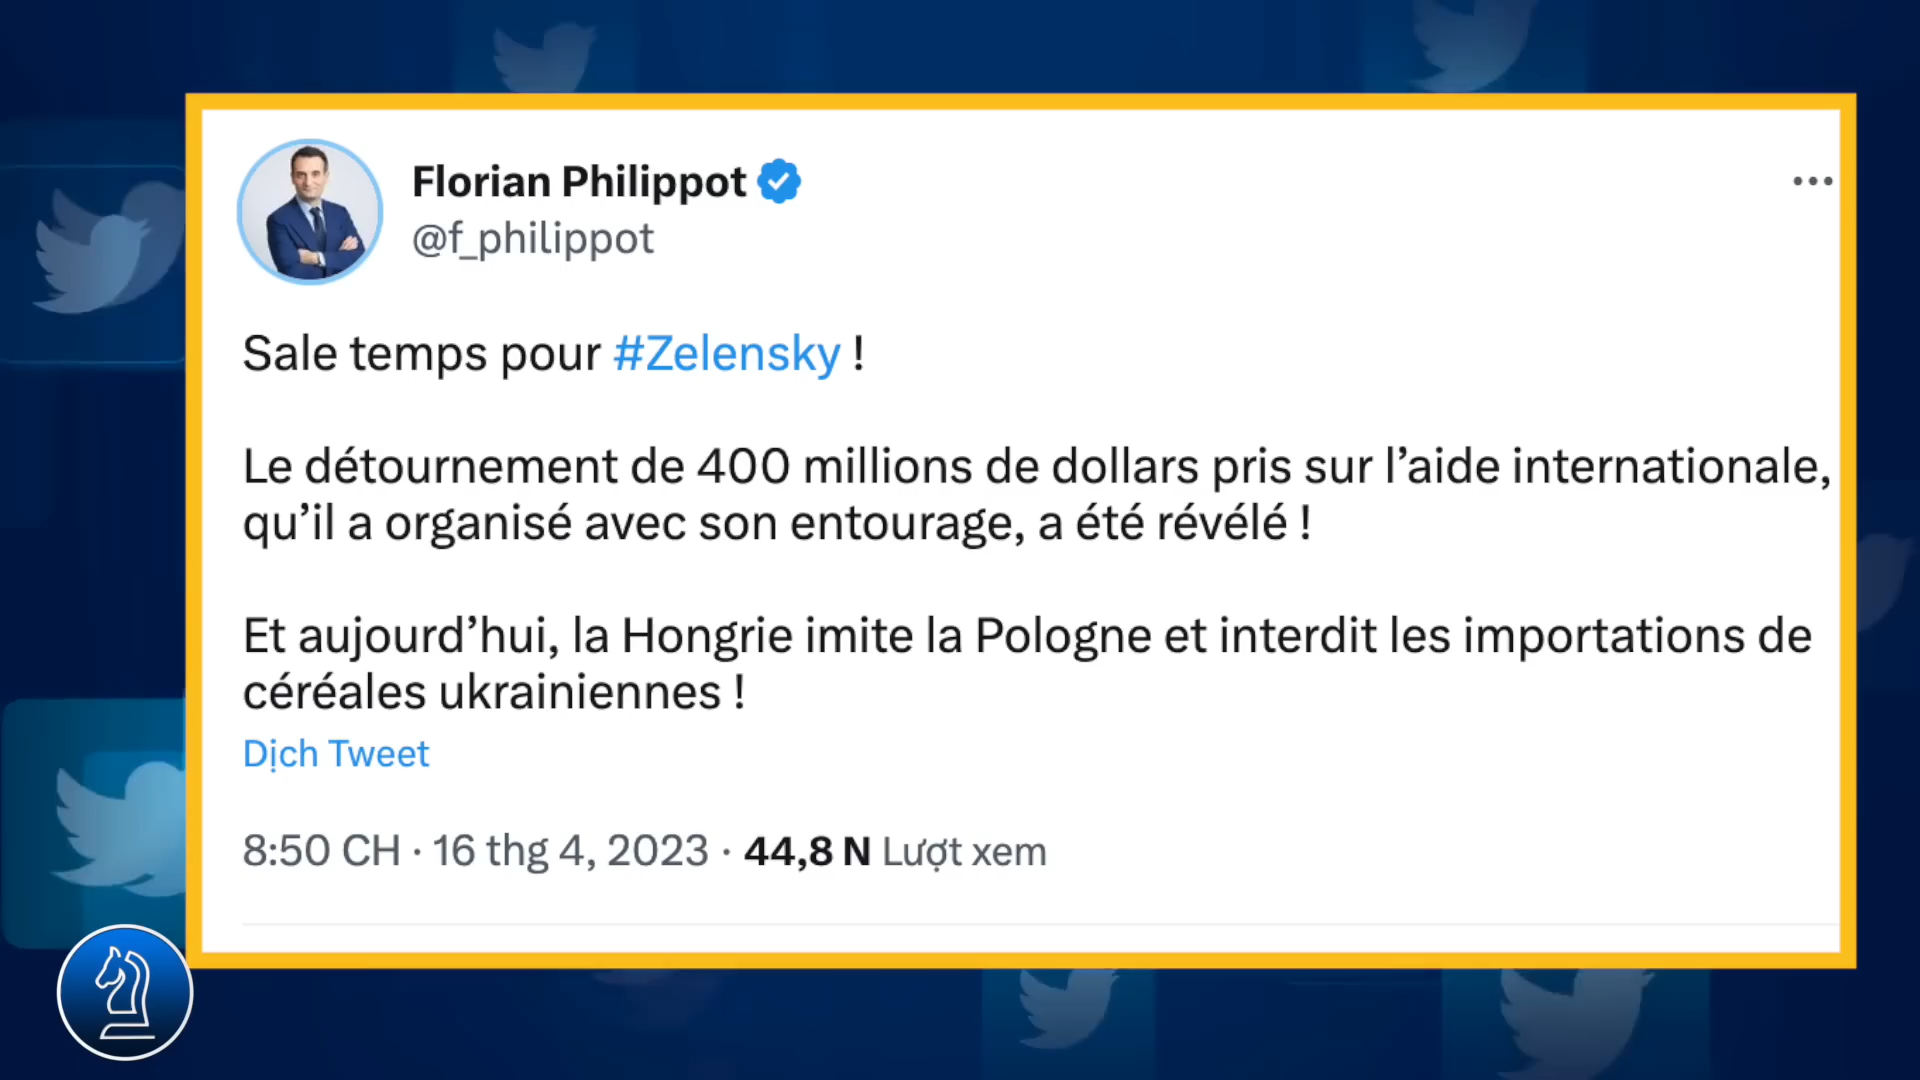 Florian Philippot
@f_philippot
Sale temps pour #Zelensky !
Le détournement de 400 millions de dollars pris sur l’aide internationale,
qu’il a organisé avec son entourage, a été révélé !
Et aujourd’hui, la Hongrie imite la Pologne et interdit les importations de
céréales ukrainiennes !
Dịch Tweet
8:50 CH · 16 thg 4, 2023 · 44,8 N Lượt xem